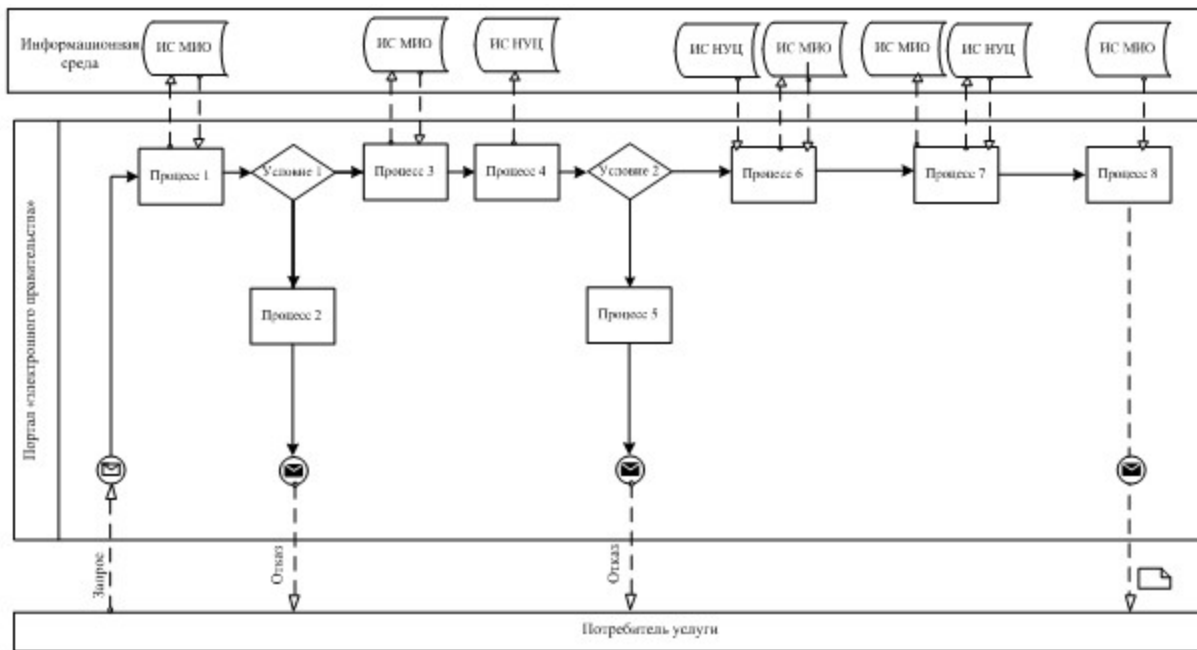 Информационная
среда
ИС МИО
ИС МИО
ИС НУЦ
ИС НУЦ
ИС МИО
ИС МИО
ИС НУЦ
ИС МИО
Портал «электронного правительства»
Процесс 1
Условие 1
Процесс 3
Процесс 4
Условие 2
Процесс 6
Процесс 7
Процесс 8
Процесс 2
Процесс 5
Запрос
Отказ
Отказ
Потребитель услуги